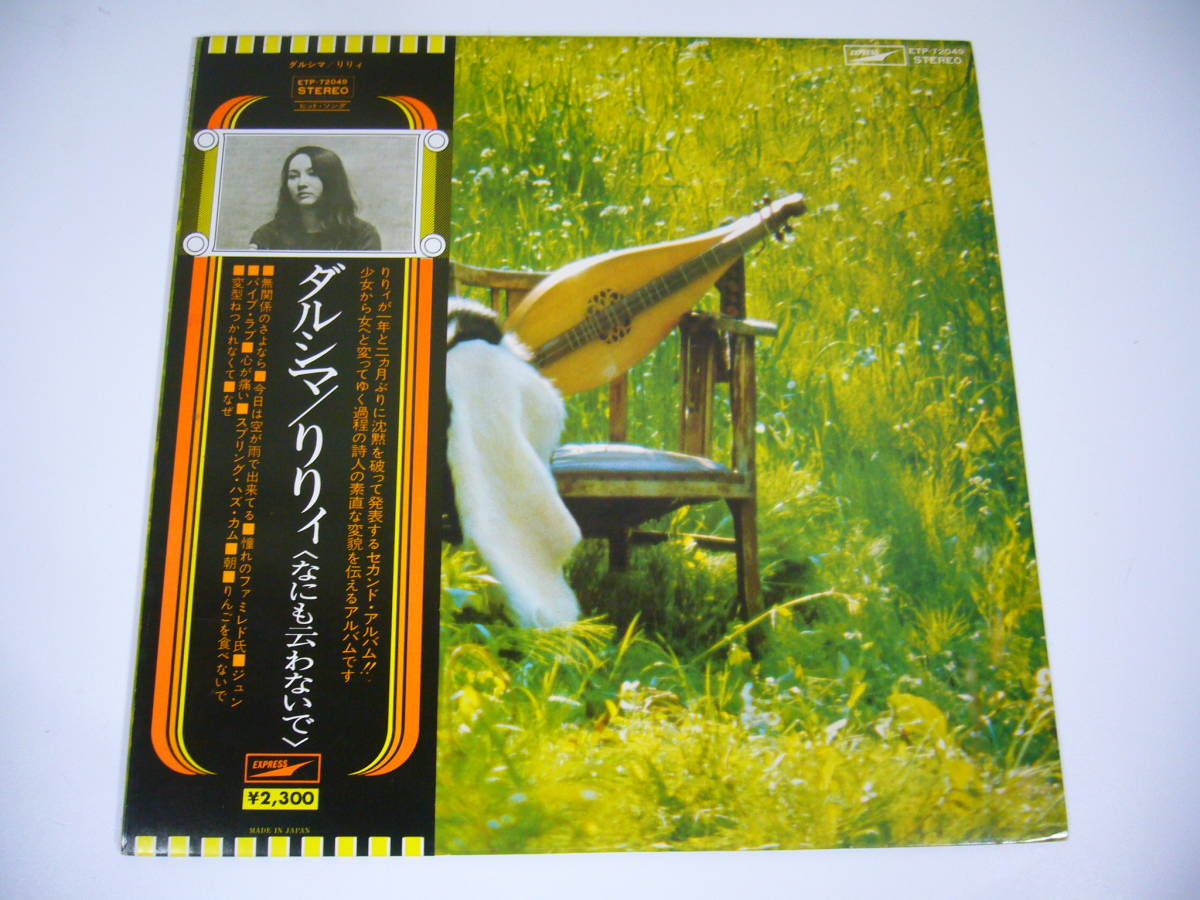 ダルシマ/りりィ
ETP-72049
STEREO
ヒット・ソング
りりィが一年と二ヵ月ぶりに沈黙を破って発表するセカンド・アルバム!!
少女から女へと変ってゆく過程の詩人の素直な変貌を伝えるアルバムです
ダルシマ/りりィ〈なにも云わないで〉
■無関係のさよなら■今日は空が雨で出来てる■憧れのファミレド氏■ジュン
■バイブ・ラブ■心が痛い■スプリング・ハズ・カム■朝■りんごを食べないで
■変型ねつかれなくて■なぜ
EXPRESS
¥2,300
MADE IN JAPAN
EXPRESS
ETP-72049
STEREO